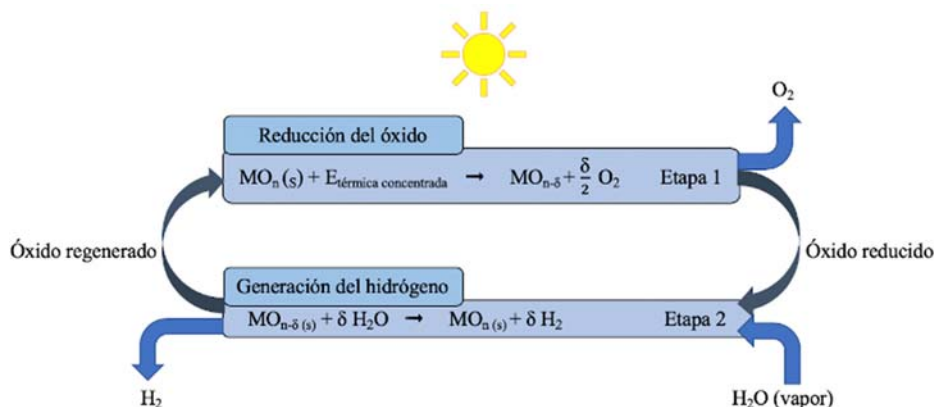 O₂
Reducción del óxido
MOₙ (S) + E térmica concentrada → MOₙ₋δ + δ/2 O₂ Etapa 1
Óxido regenerado
Óxido reducido
Generación del hidrógeno
MOₙ₋δ (s) + δ H₂O → MOₙ (s) + δ H₂ Etapa 2
H₂
H₂O (vapor)